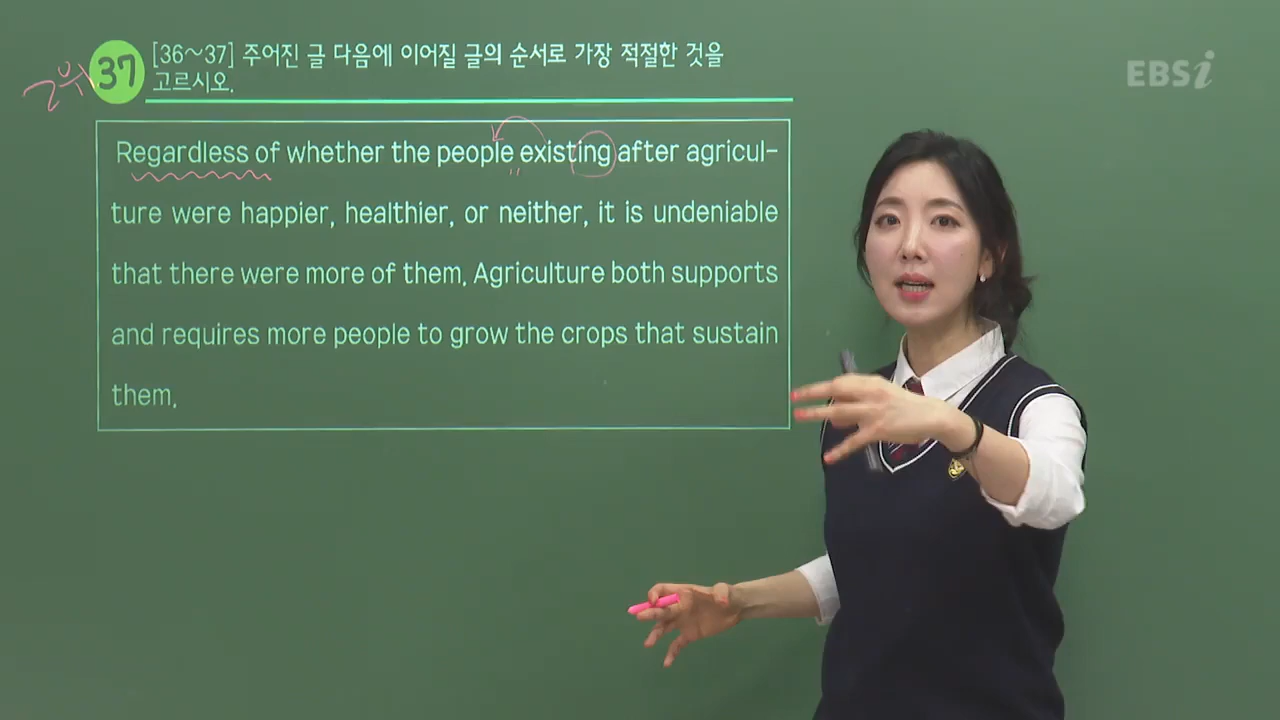 2위
37
[36~37] 주어진 글 다음에 이어질 글의 순서로 가장 적절한 것을
고르시오.
EBSi
Regardless of whether the people existing after agricul-
ture were happier, healthier, or neither, it is undeniable
that there were more of them. Agriculture both supports
and requires more people to grow the crops that sustain
them.